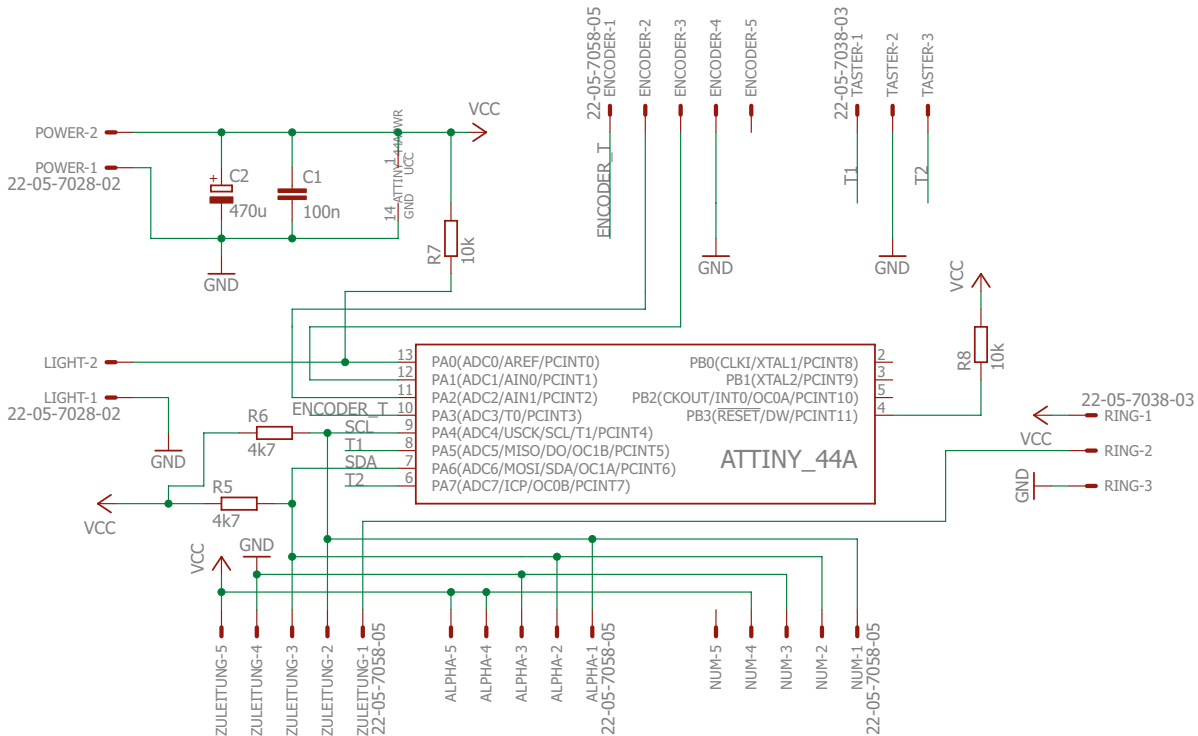 22-05-7058-05
ENCODER-1
ENCODER-2
ENCODER-3
ENCODER-4
ENCODER-5
22-05-7038-03
TASTER-1
TASTER-2
TASTER-3
POWER-2
POWER-1
22-05-7028-02
VCC
+
C2
470u
C1
100n
1
ATTINY_44APWR
VCC
14
GND
GND
R7
10k
ENCODER_T
GND
T1
GND
T2
VCC
R8
10k
LIGHT-2
LIGHT-1
22-05-7028-02
GND
13 PA0(ADC0/AREF/PCINT0) PB0(CLKI/XTAL1/PCINT8) 2
12 PA1(ADC1/AIN0/PCINT1) PB1(XTAL2/PCINT9) 3
11 PA2(ADC2/AIN1/PCINT2) PB2(CKOUT/INT0/OC0A/PCINT10) 5
ENCODER_T 10 PA3(ADC3/T0/PCINT3) PB3(RESET/DW/PCINT11) 4
SCL 9 PA4(ADC4/USCK/SCL/T1/PCINT4)
T1 8 PA5(ADC5/MISO/DO/OC1B/PCINT5)
SDA 7 PA6(ADC6/MOSI/SDA/OC1A/PCINT6)
T2 6 PA7(ADC7/ICP/OC0B/PCINT7)
ATTINY_44A
R6
4k7
R5
4k7
VCC
22-05-7038-03
RING-1
VCC
RING-2
GND
RING-3
VCC
GND
ZULEITUNG-5
ZULEITUNG-4
ZULEITUNG-3
ZULEITUNG-2
ZULEITUNG-1
22-05-7058-05
ALPHA-5
ALPHA-4
ALPHA-3
ALPHA-2
ALPHA-1
22-05-7058-05
NUM-5
NUM-4
NUM-3
NUM-2
NUM-1
22-05-7058-05